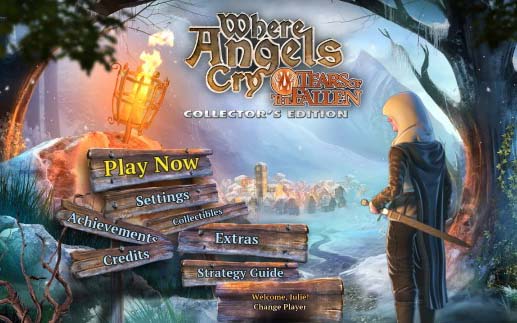 Where
Angels
Cry
TEARS OF
THE FALLEN
COLLECTOR'S EDITION
Play Now
Settings
Collectibles
Achievements
Extras
Credits
Strategy Guide
Welcome, Julie!
Change Player